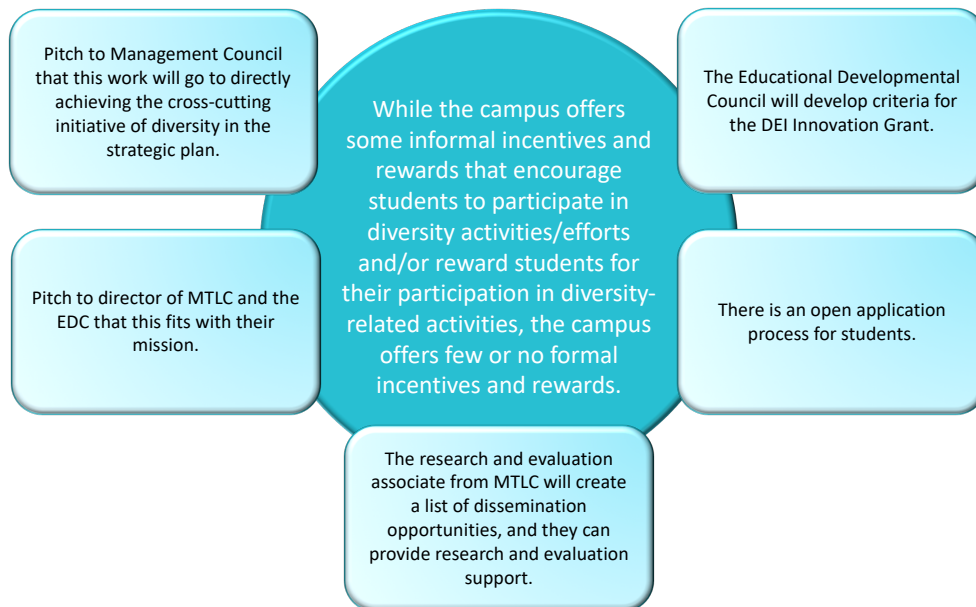 Pitch to Management Council
that this work will go to directly
achieving the cross-cutting
initiative of diversity in the
strategic plan.
Pitch to director of MTLC and the
EDC that this fits with their
mission.
While the campus offers
some informal incentives and
rewards that encourage
students to participate in
diversity activities/efforts
and/or reward students for
their participation in diversity-
related activities, the campus
offers few or no formal
incentives and rewards.
The Educational Developmental
Council will develop criteria for
the DEI Innovation Grant.
There is an open application
process for students.
The research and evaluation
associate from MTLC will create
a list of dissemination
opportunities, and they can
provide research and evaluation
support.